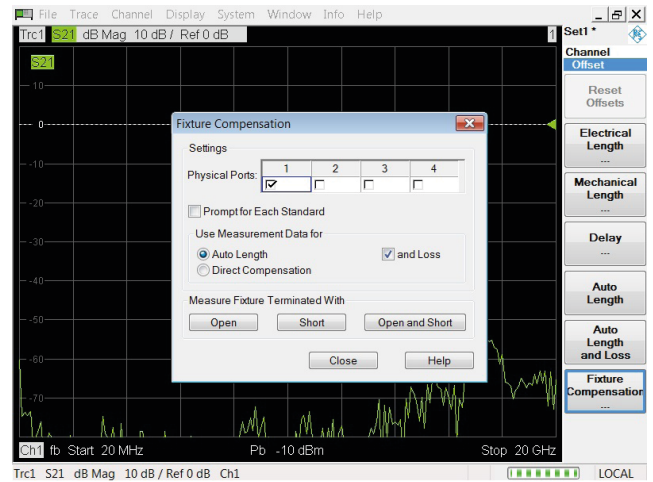 File Trace Channel Display System Window Info Help
Trc1 S21 dB Mag 10 dB / Ref 0 dB 1
Set1 *
S21
Channel
Offset
10
0
-10
-20
-30
-40
-50
-60
-70
Fixture Compensation
Settings
Physical Ports: 1 2 3 4
Prompt for Each Standard
Use Measurement Data for
Auto Length and Loss
Direct Compensation
Measure Fixture Terminated With
Open Short Open and Short
Close Help
Reset
Offsets
Electrical
Length
...
Mechanical
Length
...
Delay
...
Auto
Length
Auto
Length
and Loss
Fixture
Compensation
...
Ch1 fb Start 20 MHz Pb -10 dBm Stop 20 GHz
Trc1 S21 dB Mag 10 dB / Ref 0 dB Ch1 LOCAL